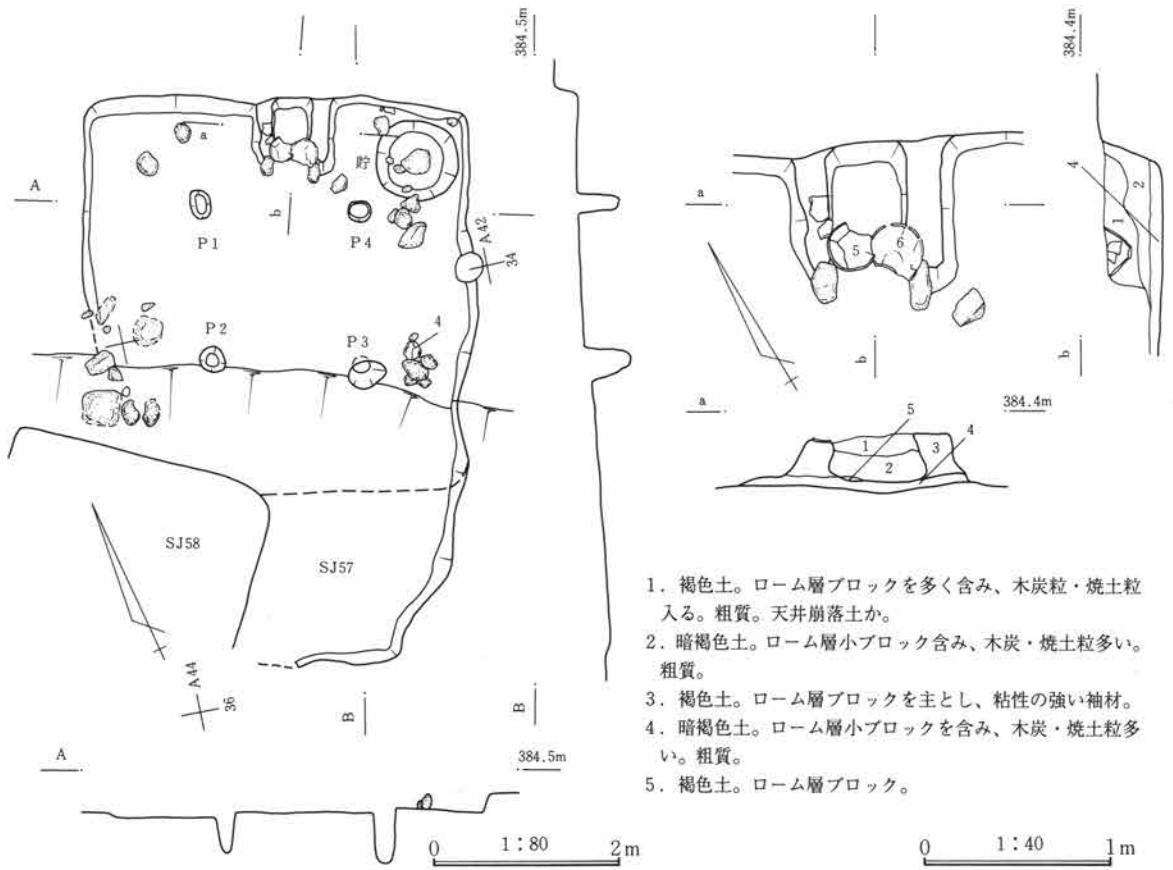 384.5m
384.4m
a
貯
A
b
P1
P4
A42
34
P2
P3
4
SJ58
SJ57
A44
36
B
B
A
384.5m
0 1:80 2m
a
5
6
b
4
2
1
b
a
384.4m
5
4
1
2
3
1．褐色土。ローム層ブロックを多く含み、木炭粒・焼土粒
入る。粗質。天井崩落土か。
2．暗褐色土。ローム層小ブロック含み、木炭・焼土粒多い。
粗質。
3．褐色土。ローム層ブロックを主とし、粘性の強い袖材。
4．暗褐色土。ローム層小ブロックを含み、木炭・焼土粒多
い。粗質。
5．褐色土。ローム層ブロック。
0 1:40 1m